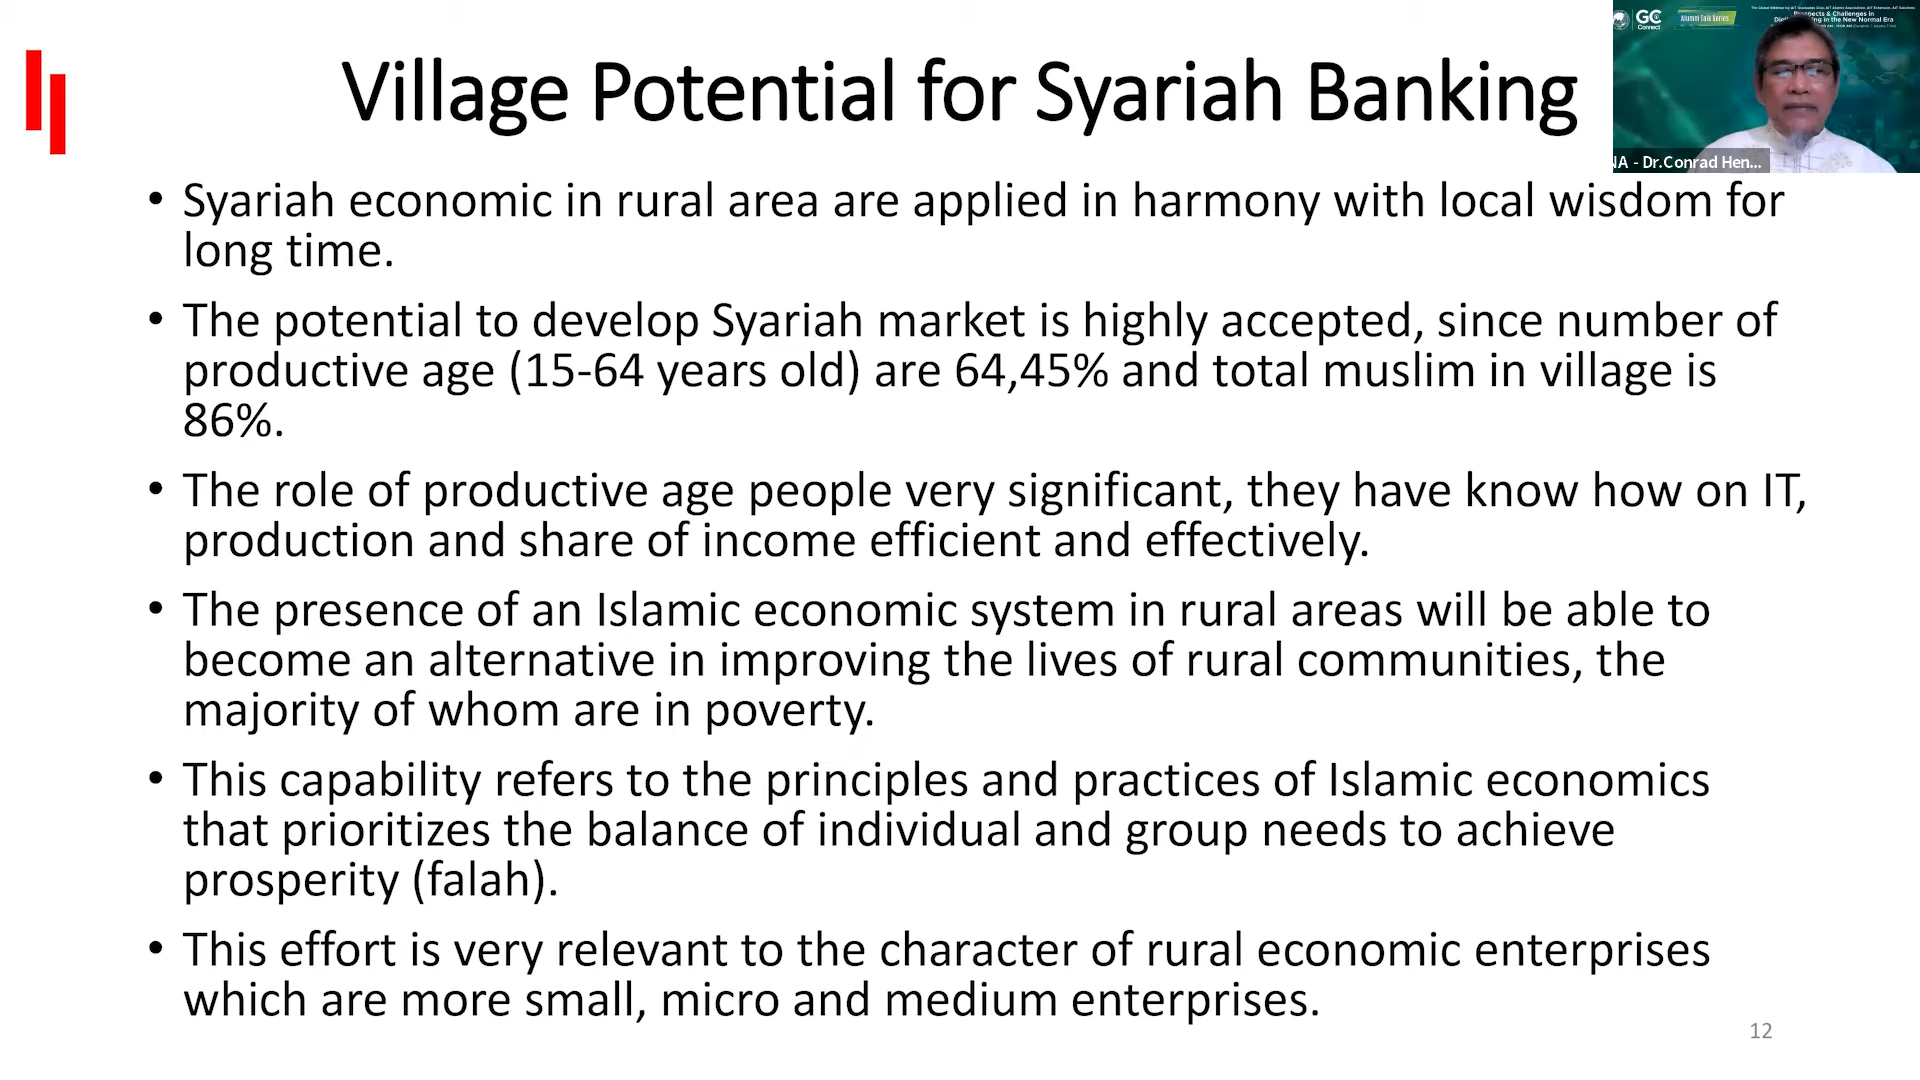 Village Potential for Syariah Banking
GC
Connect
Alumni Talk Series
NA - Dr.Conrad Hen...
• Syariah economic in rural area are applied in harmony with local wisdom for
long time.
• The potential to develop Syariah market is highly accepted, since number of
productive age (15-64 years old) are 64,45% and total muslim in village is
86%.
• The role of productive age people very significant, they have know how on IT,
production and share of income efficient and effectively.
• The presence of an Islamic economic system in rural areas will be able to
become an alternative in improving the lives of rural communities, the
majority of whom are in poverty.
• This capability refers to the principles and practices of Islamic economics
that prioritizes the balance of individual and group needs to achieve
prosperity (falah).
• This effort is very relevant to the character of rural economic enterprises
which are more small, micro and medium enterprises.
12